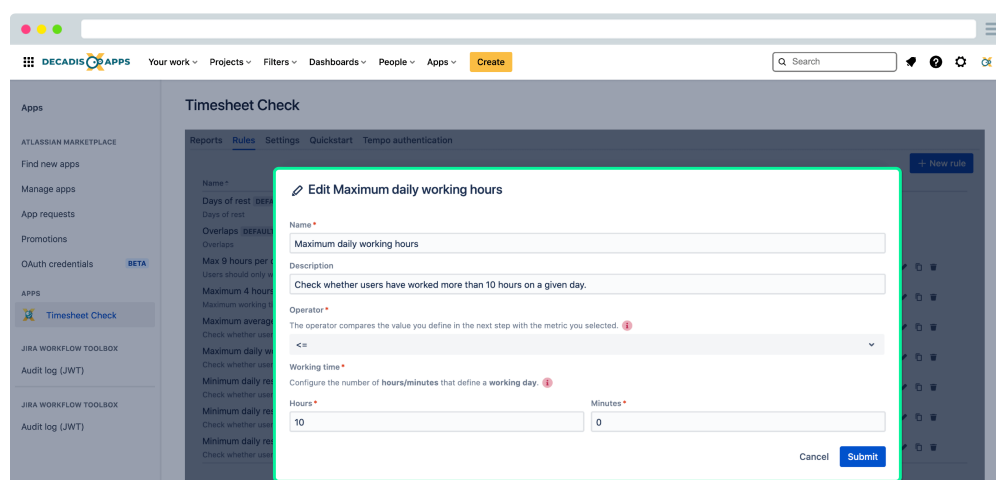 DECADIS APPS Your work Projects Filters Dashboards People Apps Create Search
Apps
Timesheet Check
ATLASSIAN MARKETPLACE
Reports Rules Settings Quickstart Tempo authentication
Find new apps
+ New rule
Manage apps
App requests
Promotions
OAuth credentials BETA
APPS
Timesheet Check
JIRA WORKFLOW TOOLBOX
Audit log (JWT)
JIRA WORKFLOW TOOLBOX
Audit log (JWT)
Name
Days of rest
Days of rest
Overlaps DEFAULT
Overlaps
Max 9 hours per
Users should only
Maximum 4 hours
Maximum working
Maximum average
Check whether user
Maximum daily
Check whether user
Minimum daily
Check whether user
Minimum daily
Check whether user
Minimum daily
Check whether user
Edit Maximum daily working hours
Name*
Maximum daily working hours
Description
Check whether users have worked more than 10 hours on a given day.
Operator*
The operator compares the value you define in the next step with the metric you selected. i
<=
Working time*
Configure the number of hours/minutes that define a working day. i
Hours* Minutes*
10 0
Cancel Submit